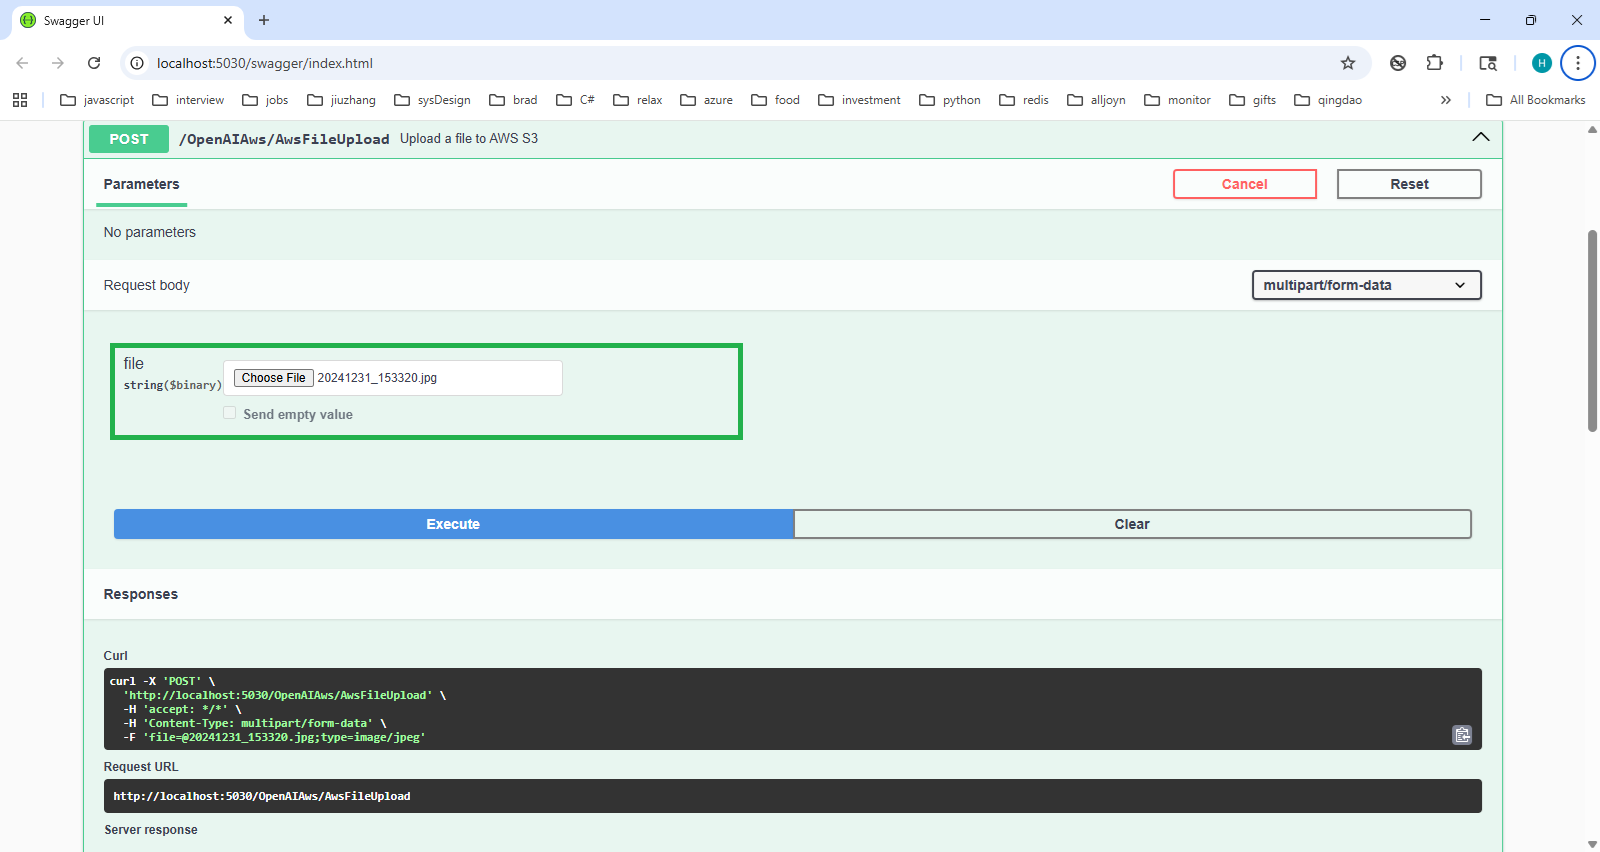 Swagger UI
localhost:5030/swagger/index.html
H
javascript interview jobs jiuzhang sysDesign brad C# relax azure food investment python redis alljoyn monitor gifts qingdao » All Bookmarks
POST /OpenAIAws/AwsFileUpload Upload a file to AWS S3
Parameters Cancel Reset
No parameters
Request body multipart/form-data
file
string($binary) Choose File 20241231_153320.jpg
Send empty value
Execute Clear
Responses
Curl
curl -X 'POST' \
'http://localhost:5030/OpenAIAws/AwsFileUpload' \
-H 'accept: */*' \
-H 'Content-Type: multipart/form-data' \
-F 'file=@20241231_153320.jpg;type=image/jpeg'
Request URL
http://localhost:5030/OpenAIAws/AwsFileUpload
Server response